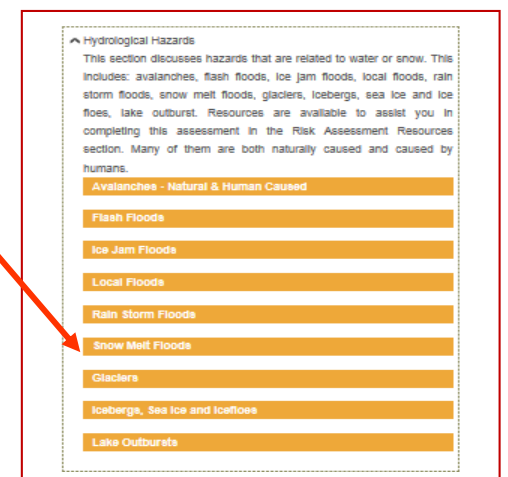 Hydrological Hazards
This section discusses hazards that are related to water or snow. This
includes: avalanches, flash floods, ice jam floods, local floods, rain
storm floods, snow melt floods, glaciers, icebergs, sea ice and ice
floes, lake outburst. Resources are available to assist you in
completing this assessment in the Risk Assessment Resources
section. Many of them are both naturally caused and caused by
humans.
Avalanches - Natural & Human Caused
Flash Floods
Ice Jam Floods
Local Floods
Rain Storm Floods
Snow Melt Floods
Glaciers
Icebergs, Sea Ice and Icefloes
Lake Outbursts